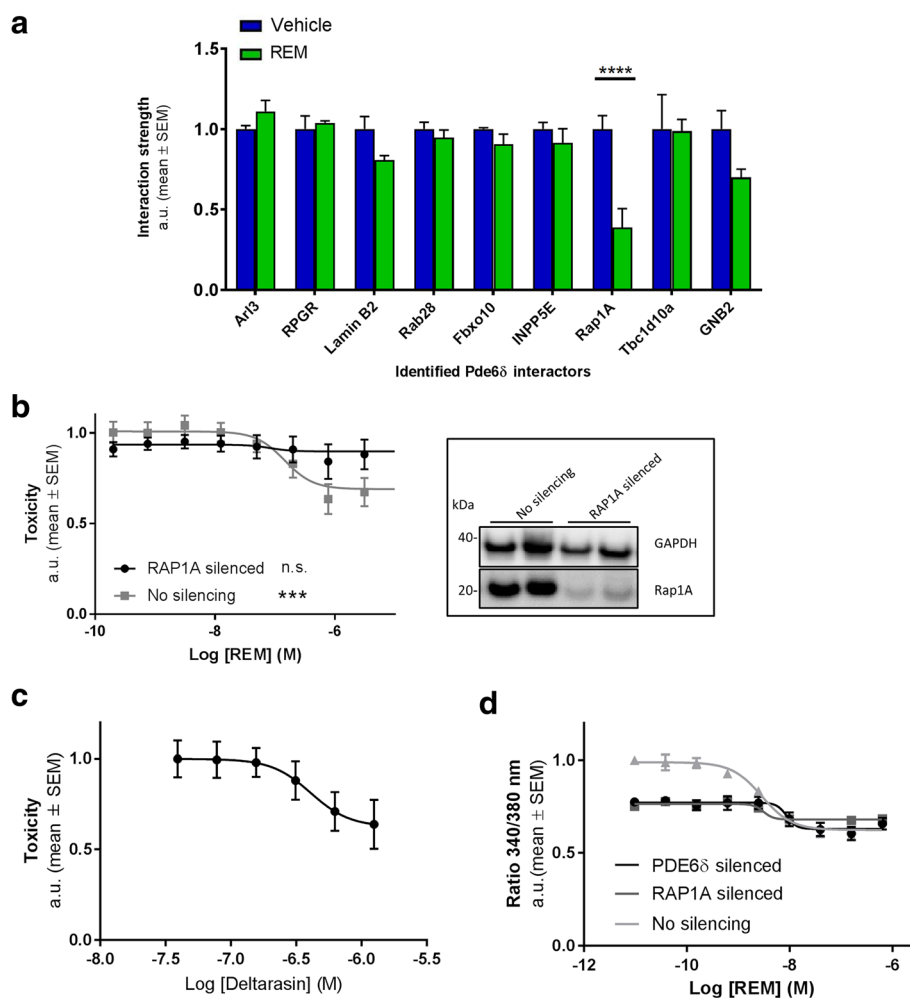 a
Vehicle
REM
Interaction strength
a.u. (mean ± SEM)
1.5
1.0
0.5
0.0
****
Arl3
RPGR
Lamin B2
Rab28
Fbxo10
INPP5E
Rap1A
Tbc1d10a
GNB2
Identified Pde6δ interactors
b
Toxicity
a.u. (mean ± SEM)
1.0
0.5
0.0
RAP1A silenced n.s.
No silencing ***
-10 -8 -6
Log [REM] (M)
kDa
No silencing
RAP1A silenced
40-
GAPDH
20-
Rap1A
c
Toxicity
a.u. (mean ± SEM)
1.0
0.5
0.0
-8.0 -7.5 -7.0 -6.5 -6.0 -5.5
Log [Deltarasin] (M)
d
Ratio 340/380 nm
a.u.(mean ± SEM)
1.0
0.5
0.0
PDE6δ silenced
RAP1A silenced
No silencing
-12 -10 -8 -6
Log [REM] (M)